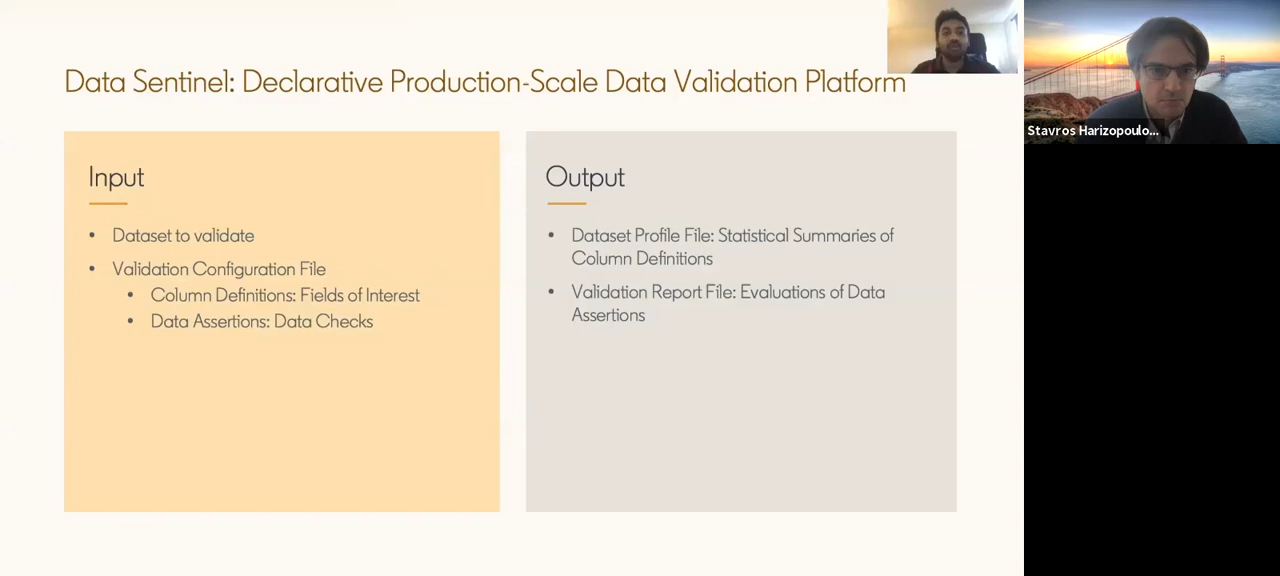 Data Sentinel: Declarative Production-Scale Data Validation Platform
Stavros Harizopoulo...
Input
• Dataset to validate
• Validation Configuration File
• Column Definitions: Fields of Interest
• Data Assertions: Data Checks
Output
• Dataset Profile File: Statistical Summaries of
Column Definitions
• Validation Report File: Evaluations of Data
Assertions